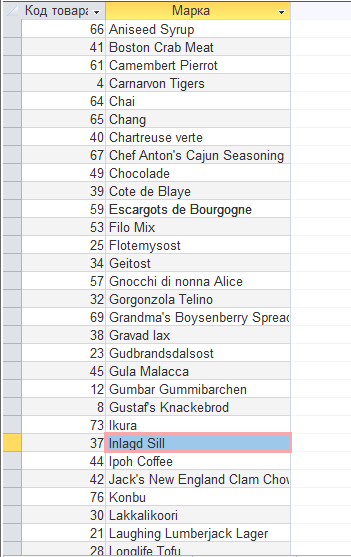 Код товара Марка
66 Aniseed Syrup
41 Boston Crab Meat
61 Camembert Pierrot
4 Carnarvon Tigers
64 Chai
65 Chang
40 Chartreuse verte
67 Chef Anton's Cajun Seasoning
49 Chocolade
39 Cote de Blaye
59 Escargots de Bourgogne
53 Filo Mix
25 Flotemysost
34 Geitost
57 Gnocchi di nonna Alice
32 Gorgonzola Telino
69 Grandma's Boysenberry Spread
38 Gravad lax
23 Gudbrandsdalsost
45 Gula Malacca
12 Gumbar Gummibarchen
8 Gustaf's Knackebrod
73 Ikura
37 Inlagd Sill
44 Ipoh Coffee
42 Jack's New England Clam Chow
76 Konbu
30 Lakkalikoori
21 Laughing Lumberjack Lager
28 Longlife Tofu